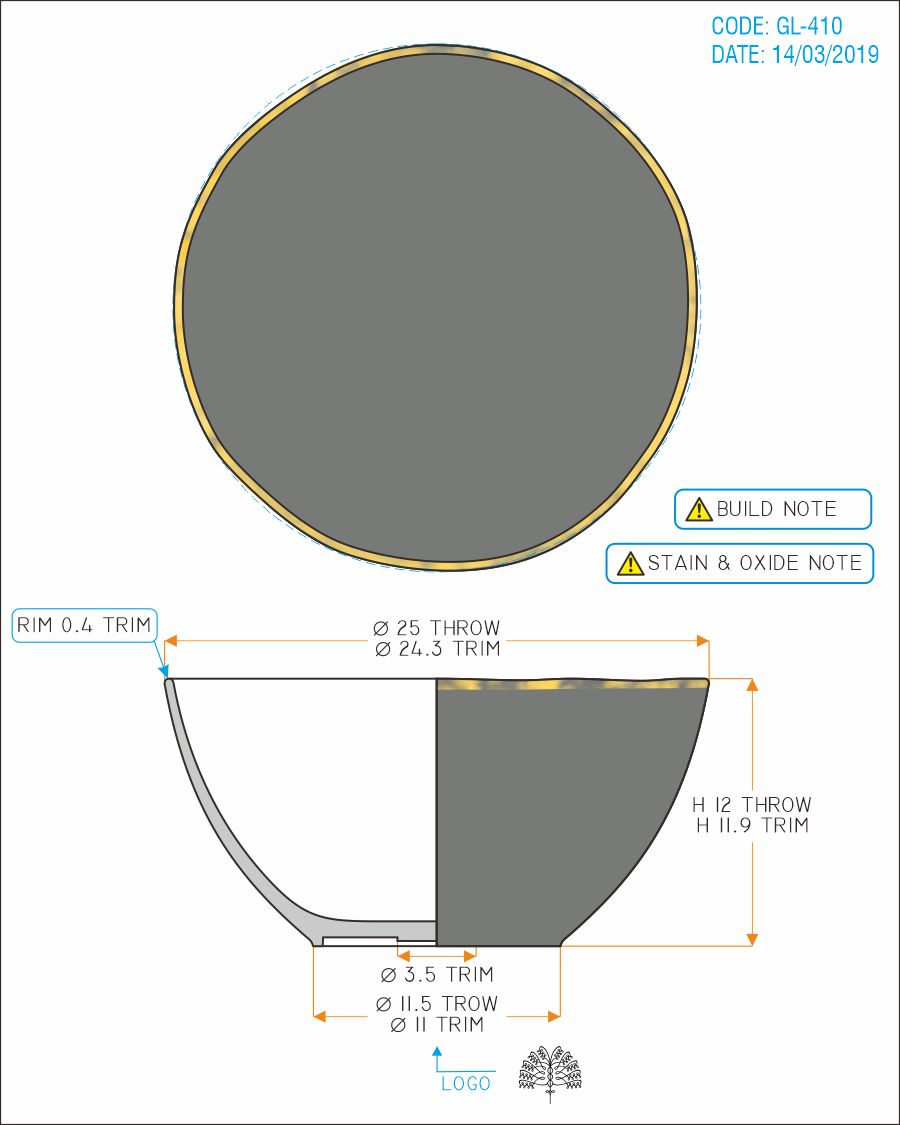 CODE: GL-410
DATE: 14/03/2019
BUILD NOTE
STAIN & OXIDE NOTE
RIM 0.4 TRIM
Ø 25 THROW
Ø 24.3 TRIM
H 12 THROW
H 11.9 TRIM
Ø 3.5 TRIM
Ø 11.5 TROW
Ø 11 TRIM
LOGO